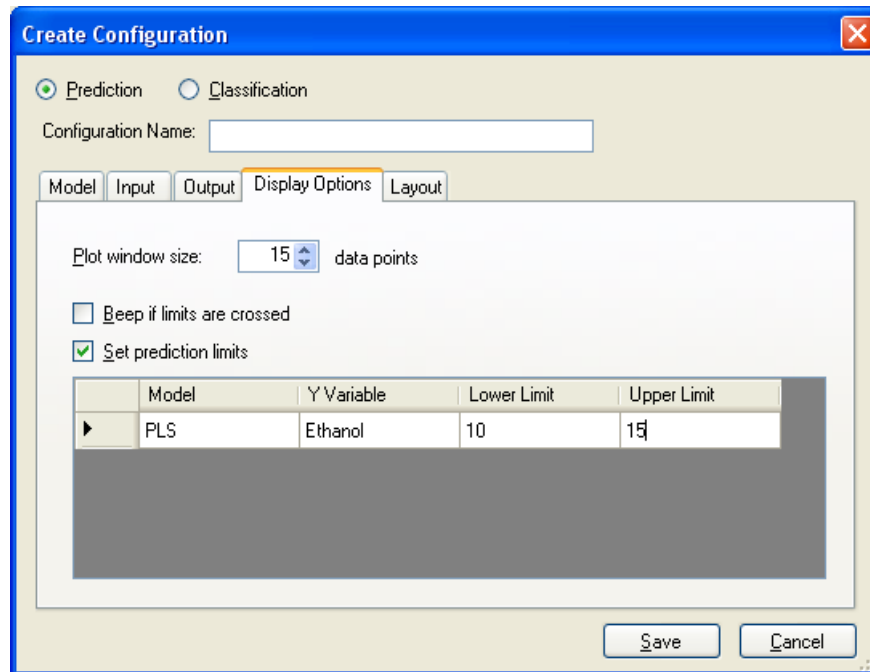 Create Configuration
Prediction Classification
Configuration Name:
Model Input Output Display Options Layout
Plot window size: 15 data points
Beep if limits are crossed
Set prediction limits
Model Y Variable Lower Limit Upper Limit
PLS Ethanol 10 15
Save Cancel